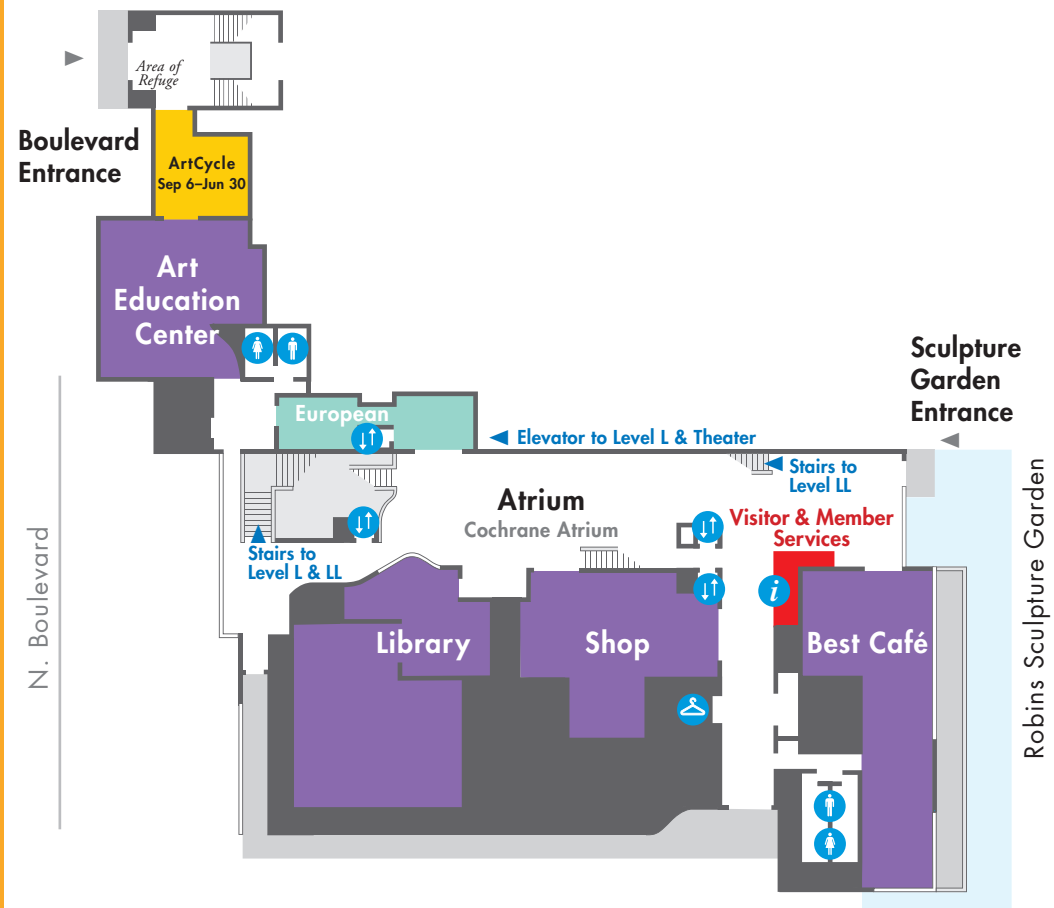 Area of
Refuge
Boulevard
Entrance
ArtCycle
Sep 6–Jun 30
Art
Education
Center
European
Elevator to Level L & Theater
Sculpture
Garden
Entrance
Stairs to
Level LL
Atrium
Cochrane Atrium
Visitor & Member
Services
Stairs to
Level L & LL
i
Library
Shop
Best Café
N. Boulevard
Robins Sculpture Garden